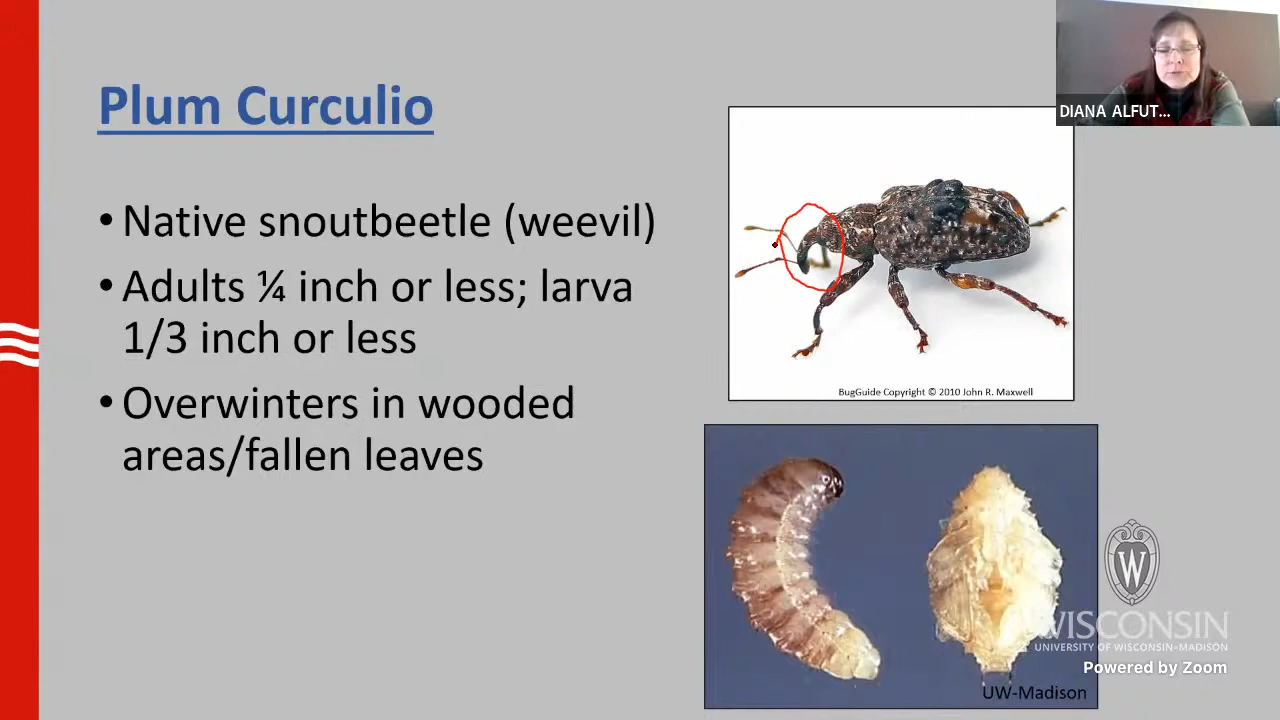 Plum Curculio
DIANA ALFUT...
• Native snoutbeetle (weevil)
• Adults ¼ inch or less; larva
1/3 inch or less
• Overwinters in wooded
areas/fallen leaves
BugGuide Copyright © 2010 John R. Maxwell
W
WISCONSIN
UNIVERSITY OF WISCONSIN–MADISON
Powered by Zoom
UW-Madison